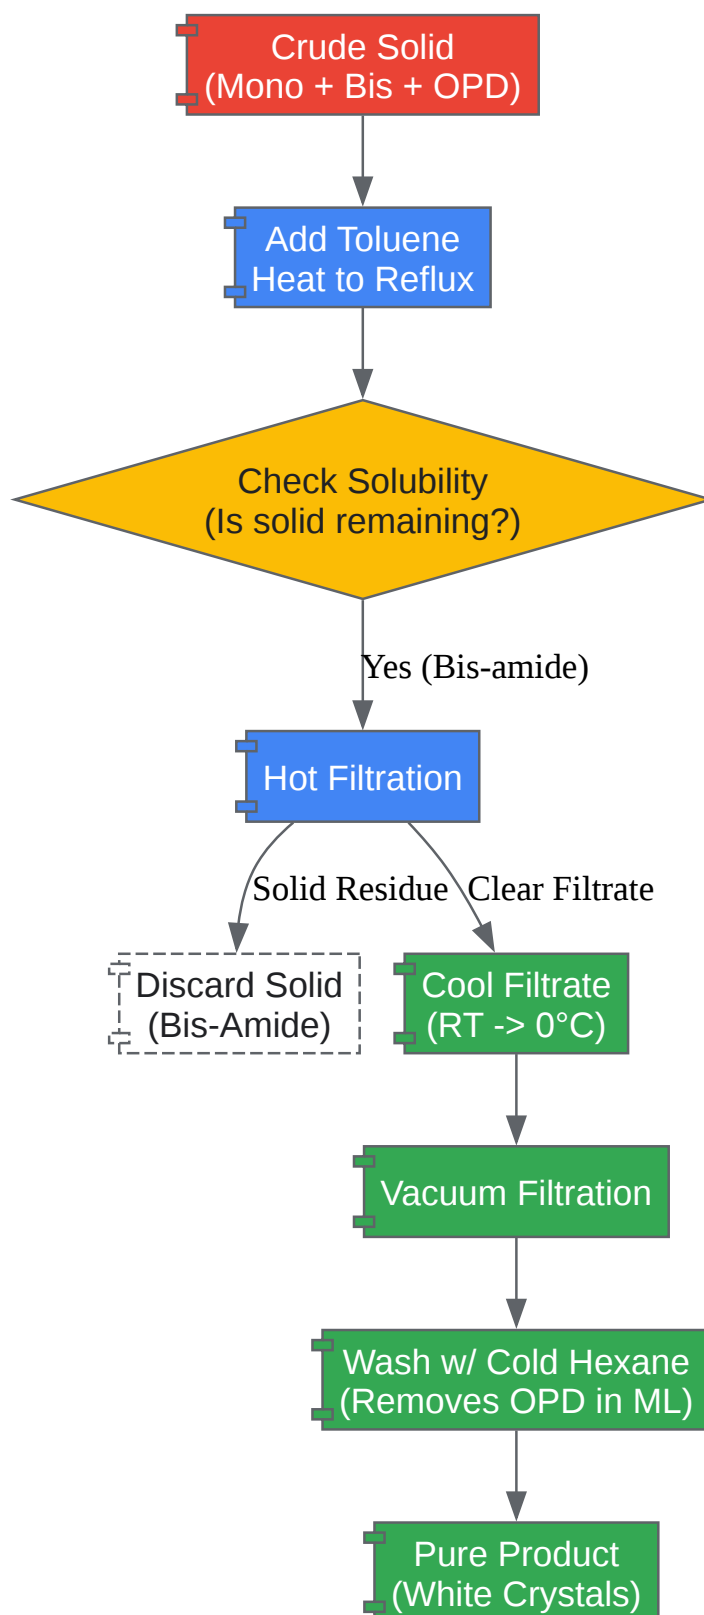 Crude Solid
(Mono + Bis + OPD)
Add Toluene
Heat to Reflux
Check Solubility
(Is solid remaining?)
Yes (Bis-amide)
Hot Filtration
Solid Residue
Clear Filtrate
Discard Solid
(Bis-Amide)
Cool Filtrate
(RT -> 0°C)
Vacuum Filtration
Wash w/ Cold Hexane
(Removes OPD in ML)
Pure Product
(White Crystals)